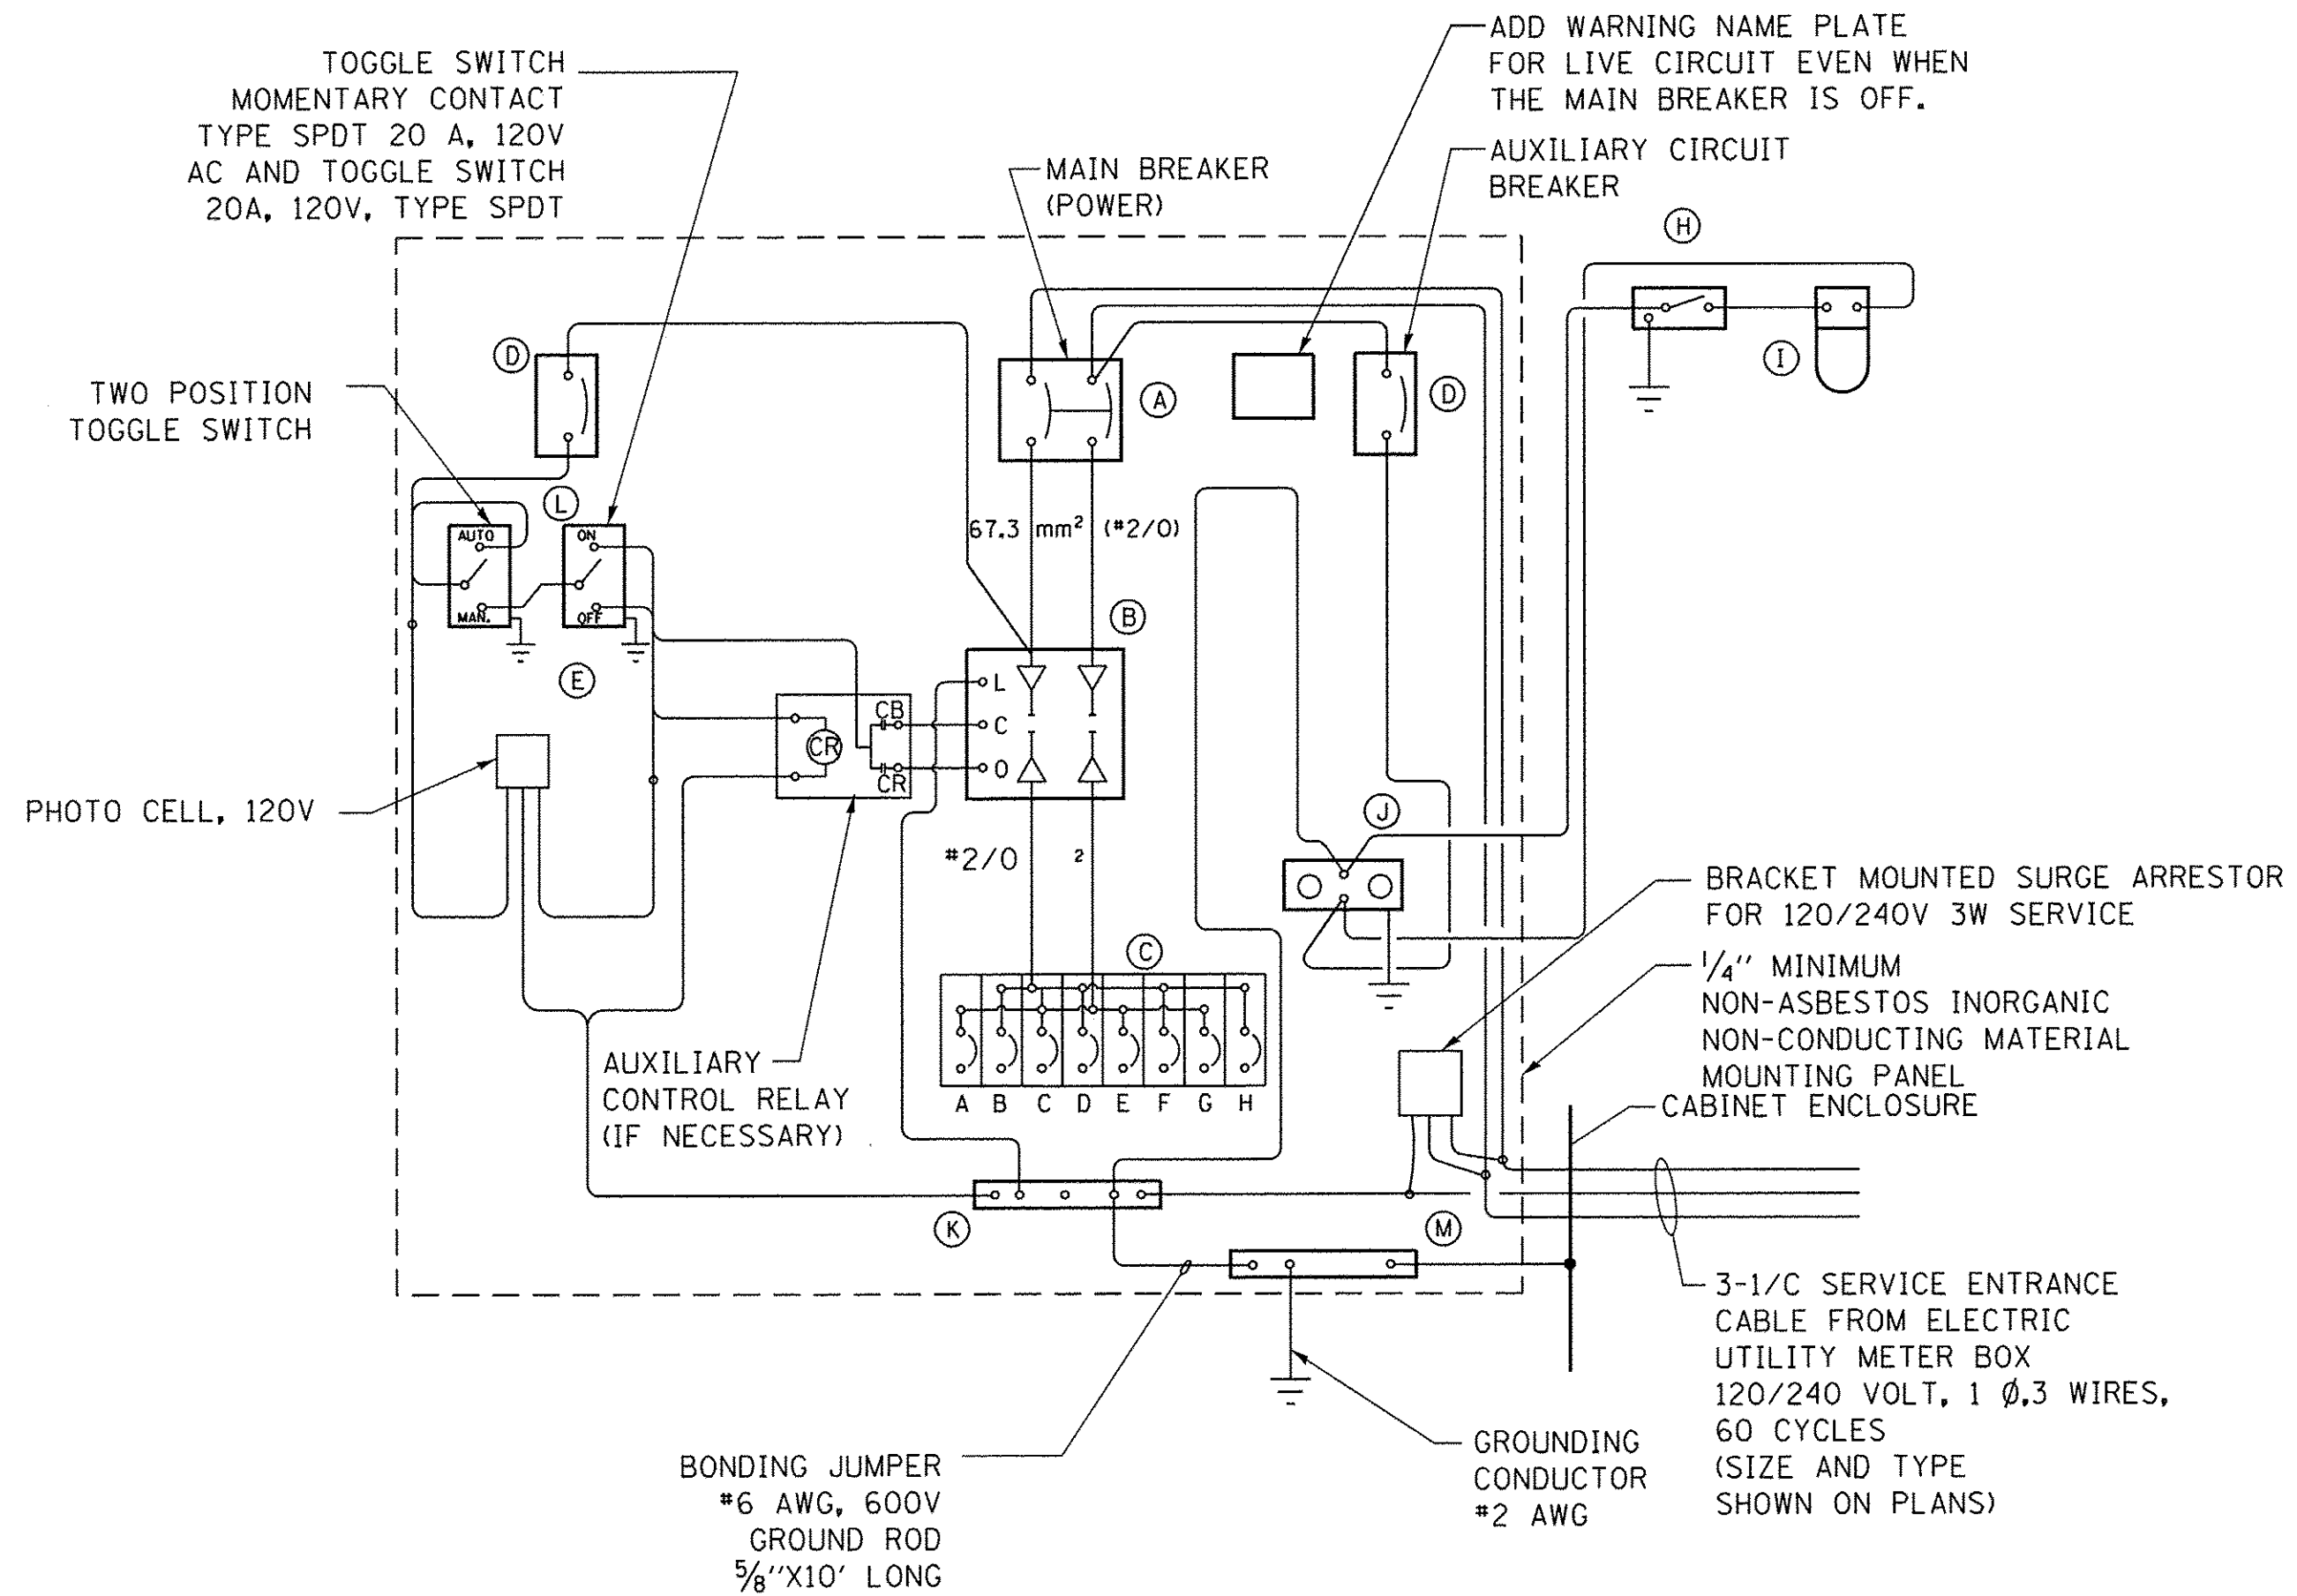 TOGGLE SWITCH
MOMENTARY CONTACT
TYPE SPDT 20 A, 120V
AC AND TOGGLE SWITCH
20A, 120V, TYPE SPDT
ADD WARNING NAME PLATE
FOR LIVE CIRCUIT EVEN WHEN
THE MAIN BREAKER IS OFF.
MAIN BREAKER
(POWER)
AUXILIARY CIRCUIT
BREAKER
H
I
D
A
D
TWO POSITION
TOGGLE SWITCH
L
AUTO
MAN.
ON
OFF
E
67.3 mm² (#2/0)
B
L
C
O
CB
CR
CR
PHOTO CELL, 120V
#2/0
2
J
C
BRACKET MOUNTED SURGE ARRESTOR
FOR 120/240V 3W SERVICE
1/4" MINIMUM
NON-ASBESTOS INORGANIC
NON-CONDUCTING MATERIAL
MOUNTING PANEL
CABINET ENCLOSURE
AUXILIARY
CONTROL RELAY
(IF NECESSARY)
A B C D E F G H
K
M
3-1/C SERVICE ENTRANCE
CABLE FROM ELECTRIC
UTILITY METER BOX
120/240 VOLT, 1 Ø,3 WIRES,
60 CYCLES
(SIZE AND TYPE
SHOWN ON PLANS)
GROUNDING
CONDUCTOR
#2 AWG
BONDING JUMPER
#6 AWG, 600V
GROUND ROD
5/8"X10' LONG